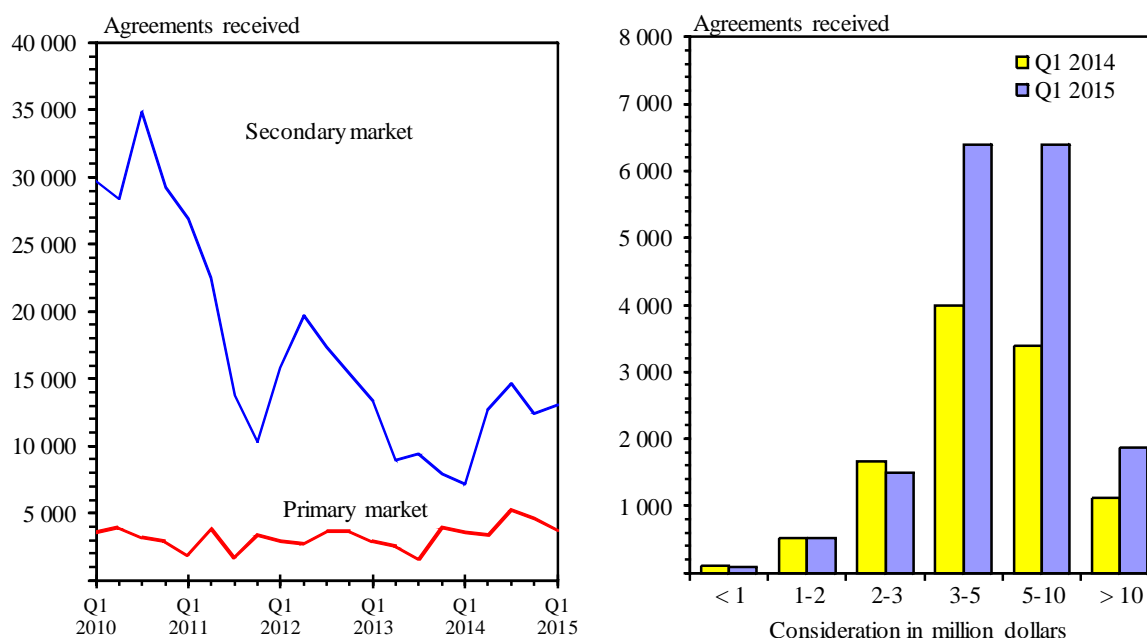 Agreements received
40 000
35 000
30 000
25 000
20 000
15 000
10 000
5 000
Secondary market
Primary market
Q1 Q1 Q1 Q1 Q1 Q1
2010 2011 2012 2013 2014 2015
Agreements received
8 000
7 000
6 000
5 000
4 000
3 000
2 000
1 000
Q1 2014
Q1 2015
< 1 1-2 2-3 3-5 5-10 > 10
Consideration in million dollars